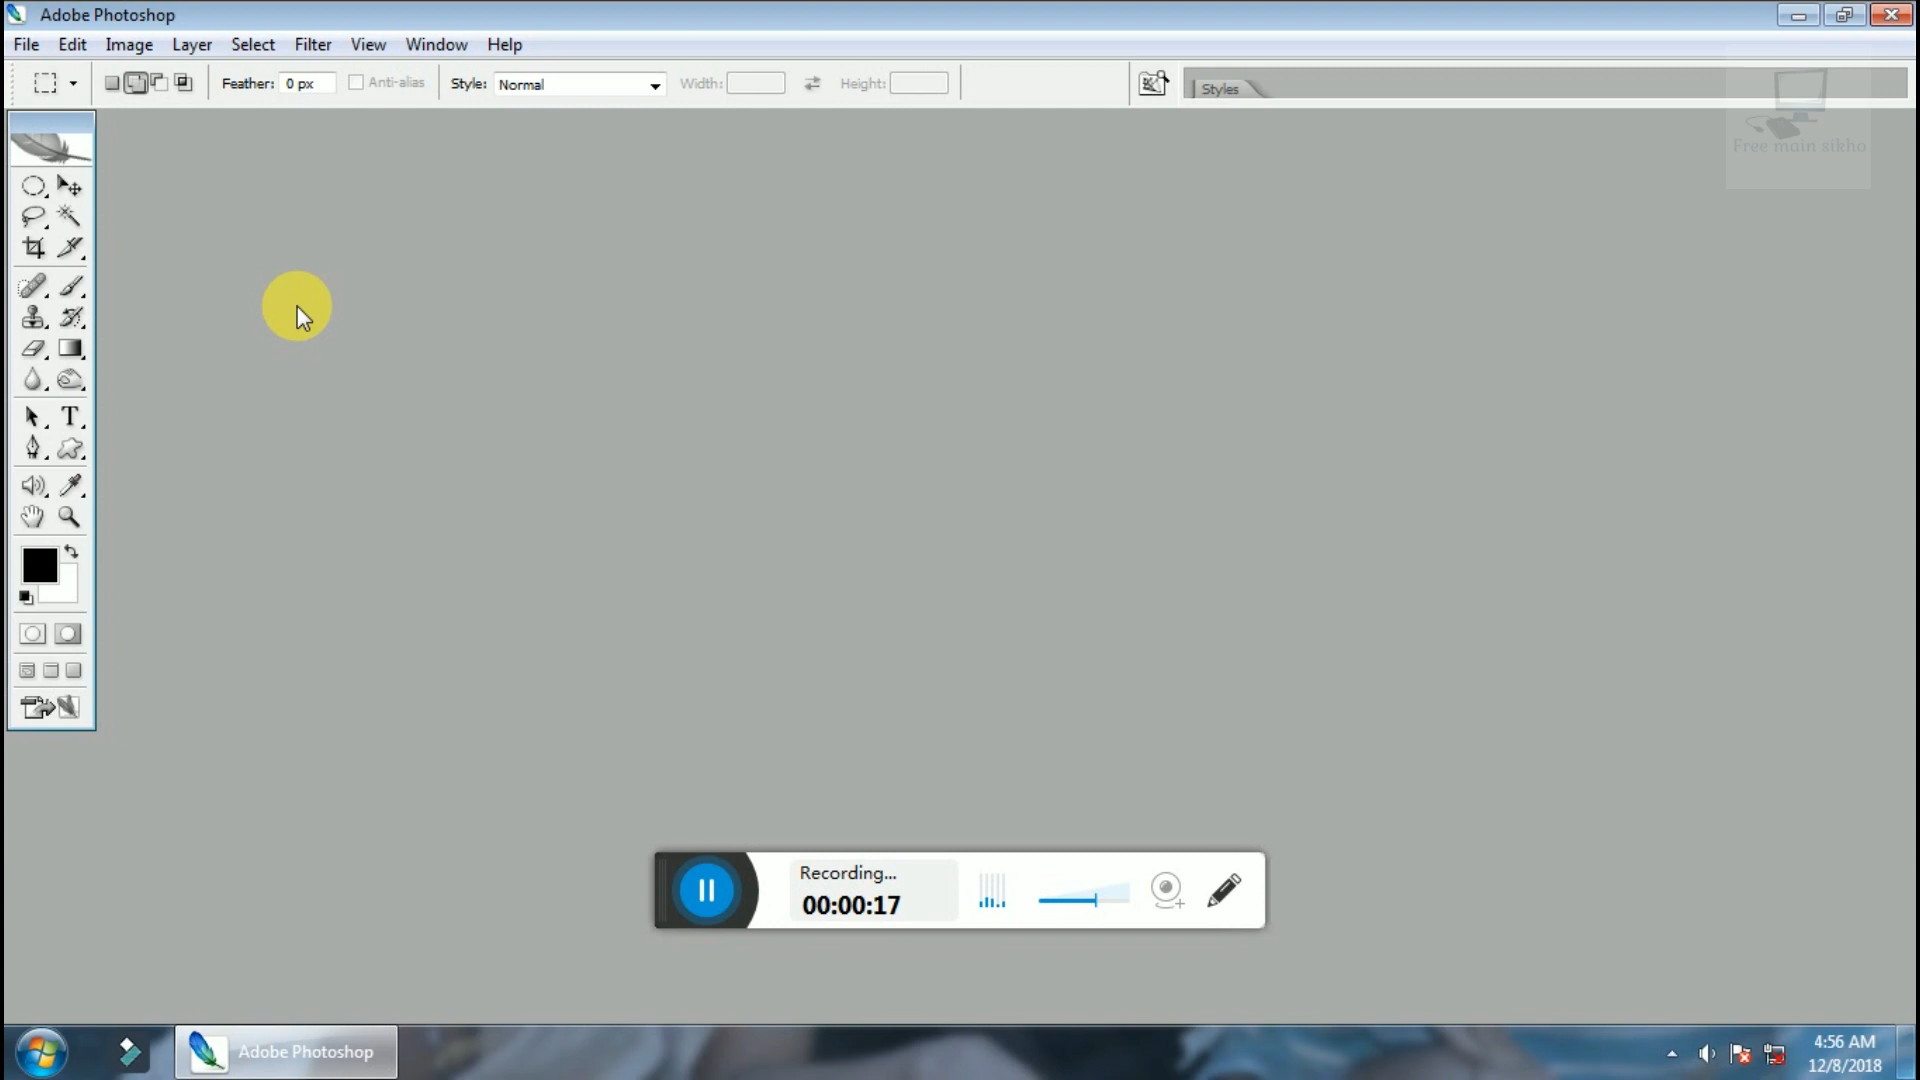 Adobe Photoshop
File Edit Image Layer Select Filter View Window Help
Feather: 0 px Anti-alias Style: Normal Width: Height: Styles
Free main sikho
T
Recording...
00:00:17
Adobe Photoshop
4:56 AM
12/8/2018